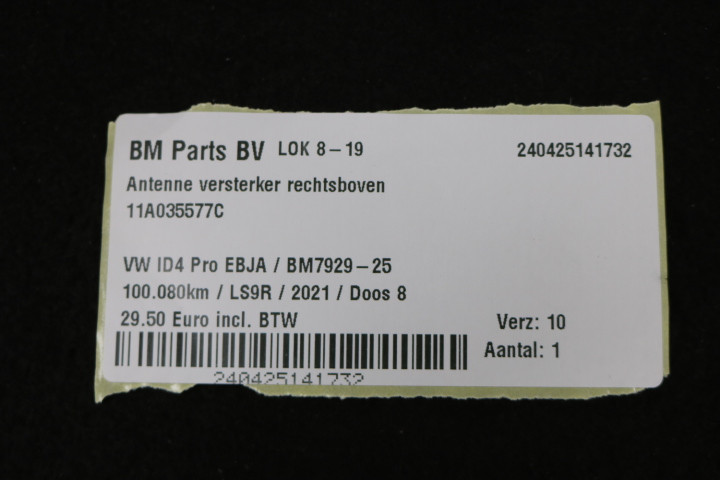 BM Parts BV LOK 8-19 240425141732
Antenne versterker rechtsboven
11A035577C
VW ID4 Pro EBJA / BM7929-25
100.080km / LS9R / 2021 / Doos 8
29.50 Euro incl. BTW Verz: 10
Aantal: 1
240425141732